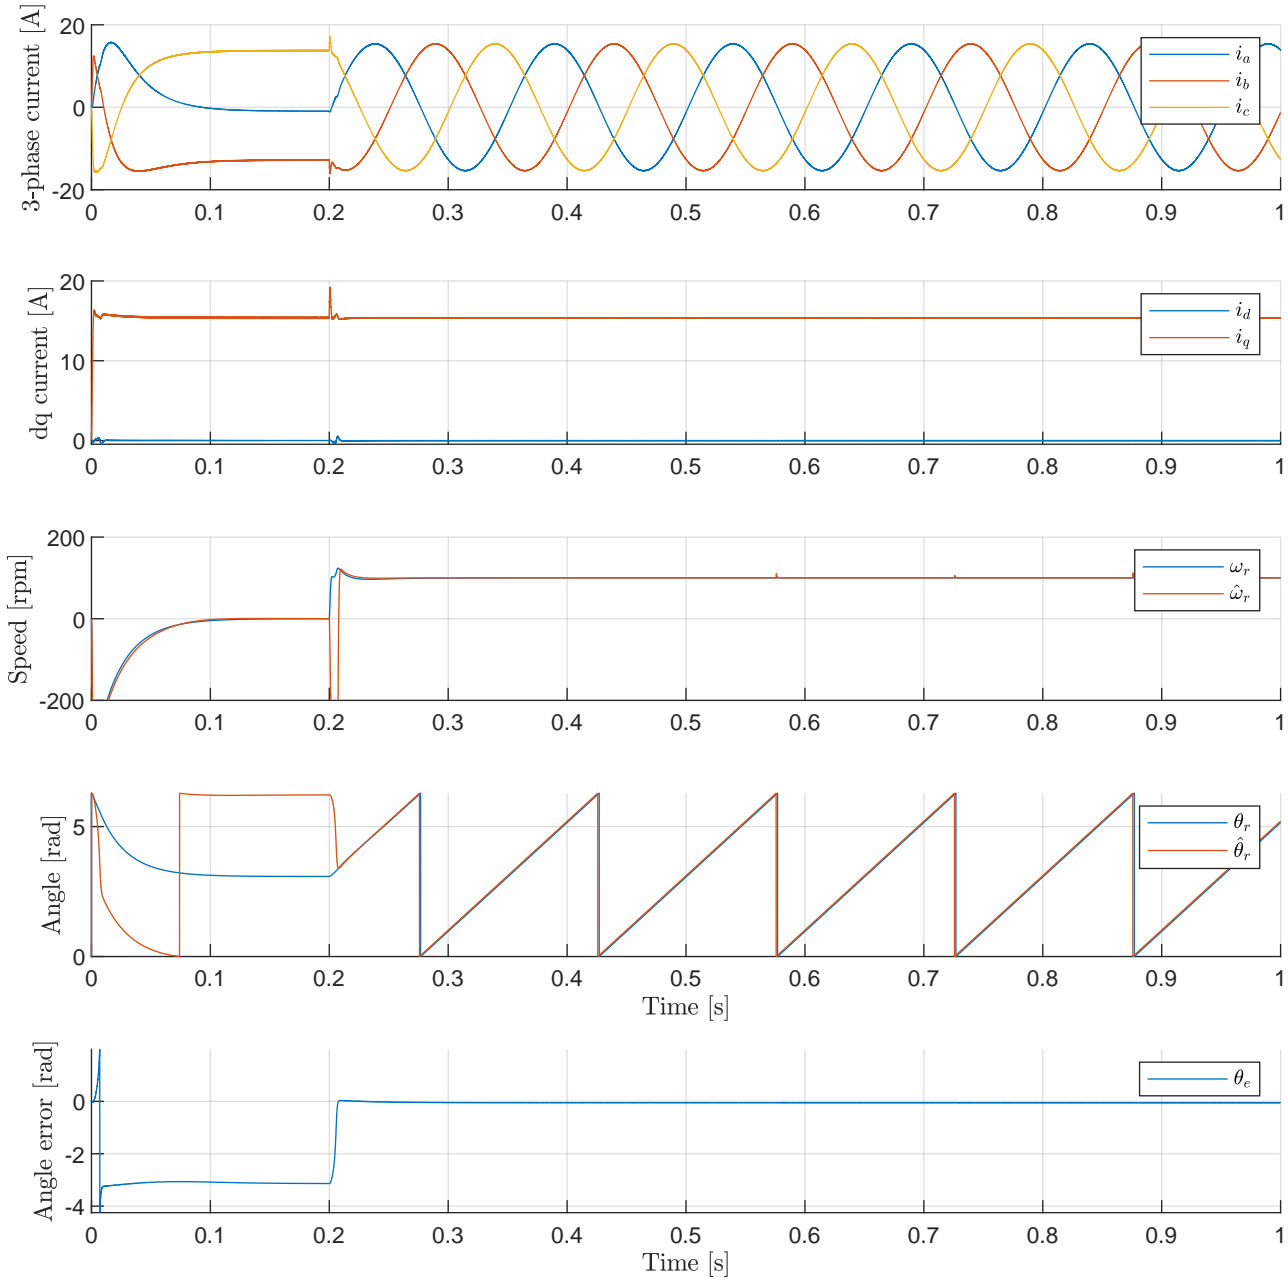 3-phase current [A]
20
0
-20
i_a
i_b
i_c
0 0.1 0.2 0.3 0.4 0.5 0.6 0.7 0.8 0.9 1
dq current [A]
20
10
0
i_d
i_q
0 0.1 0.2 0.3 0.4 0.5 0.6 0.7 0.8 0.9 1
Speed [rpm]
200
0
-200
ω_r
ω̂_r
0 0.1 0.2 0.3 0.4 0.5 0.6 0.7 0.8 0.9 1
Angle [rad]
5
0
θ_r
θ̂_r
0 0.1 0.2 0.3 0.4 0.5 0.6 0.7 0.8 0.9 1
Time [s]
Angle error [rad]
0
-2
-4
θ_e
0 0.1 0.2 0.3 0.4 0.5 0.6 0.7 0.8 0.9 1
Time [s]